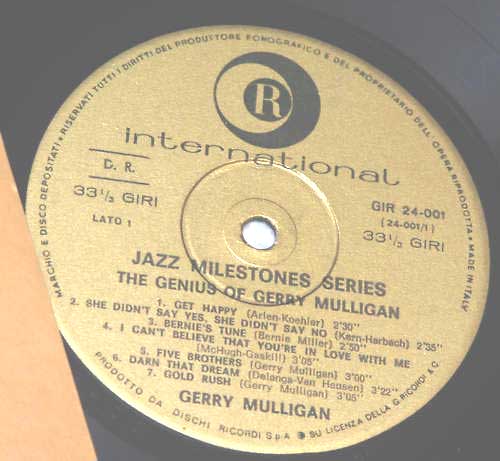 MARCHIO E DISCO DEPOSITATI • RISERVATI TUTTI I DIRITTI DEL PRODUTTORE FONOGRAFICO E DEL PROPRIETARIO DELL'OPERA RIPRODOTTA • MADE IN ITALY
R
international
D. R.
GIR 24-001
(24-001/1)
33 1/3 GIRI
33 1/3 GIRI
LATO 1
JAZZ MILESTONES SERIES
THE GENIUS OF GERRY MULLIGAN
1. GET HAPPY (Arlen-Koehler) 2'30"
2. SHE DIDN'T SAY YES, SHE DIDN'T SAY NO (Kern-Harbach) 2'35"
3. BERNIE'S TUNE (Bernie Miller) 2'50"
4. I CAN'T BELIEVE THAT YOU'RE IN LOVE WITH ME
(McHugh-Gaskill) 3'05"
5. FIVE BROTHERS (Gerry Mulligan) 3'00"
6. DARN THAT DREAM (Delange-Van Heusen) 3'22"
7. GOLD RUSH (Gerry Mulligan) 3'05"
GERRY MULLIGAN
PRODOTTO DA DISCHI RICORDI S.p.A. SU LICENZA DELLA G. RICORDI & C.